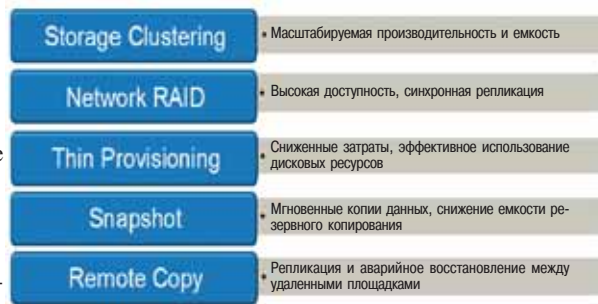 Storage Clustering
• Масштабируемая производительность и емкость
Network RAID
• Высокая доступность, синхронная репликация
Thin Provisioning
• Сниженные затраты, эффективное использование
дисковых ресурсов
Snapshot
• Мгновенные копии данных, снижение емкости ре-
зервного копирования
Remote Copy
• Репликация и аварийное восстановление между
удаленными площадками